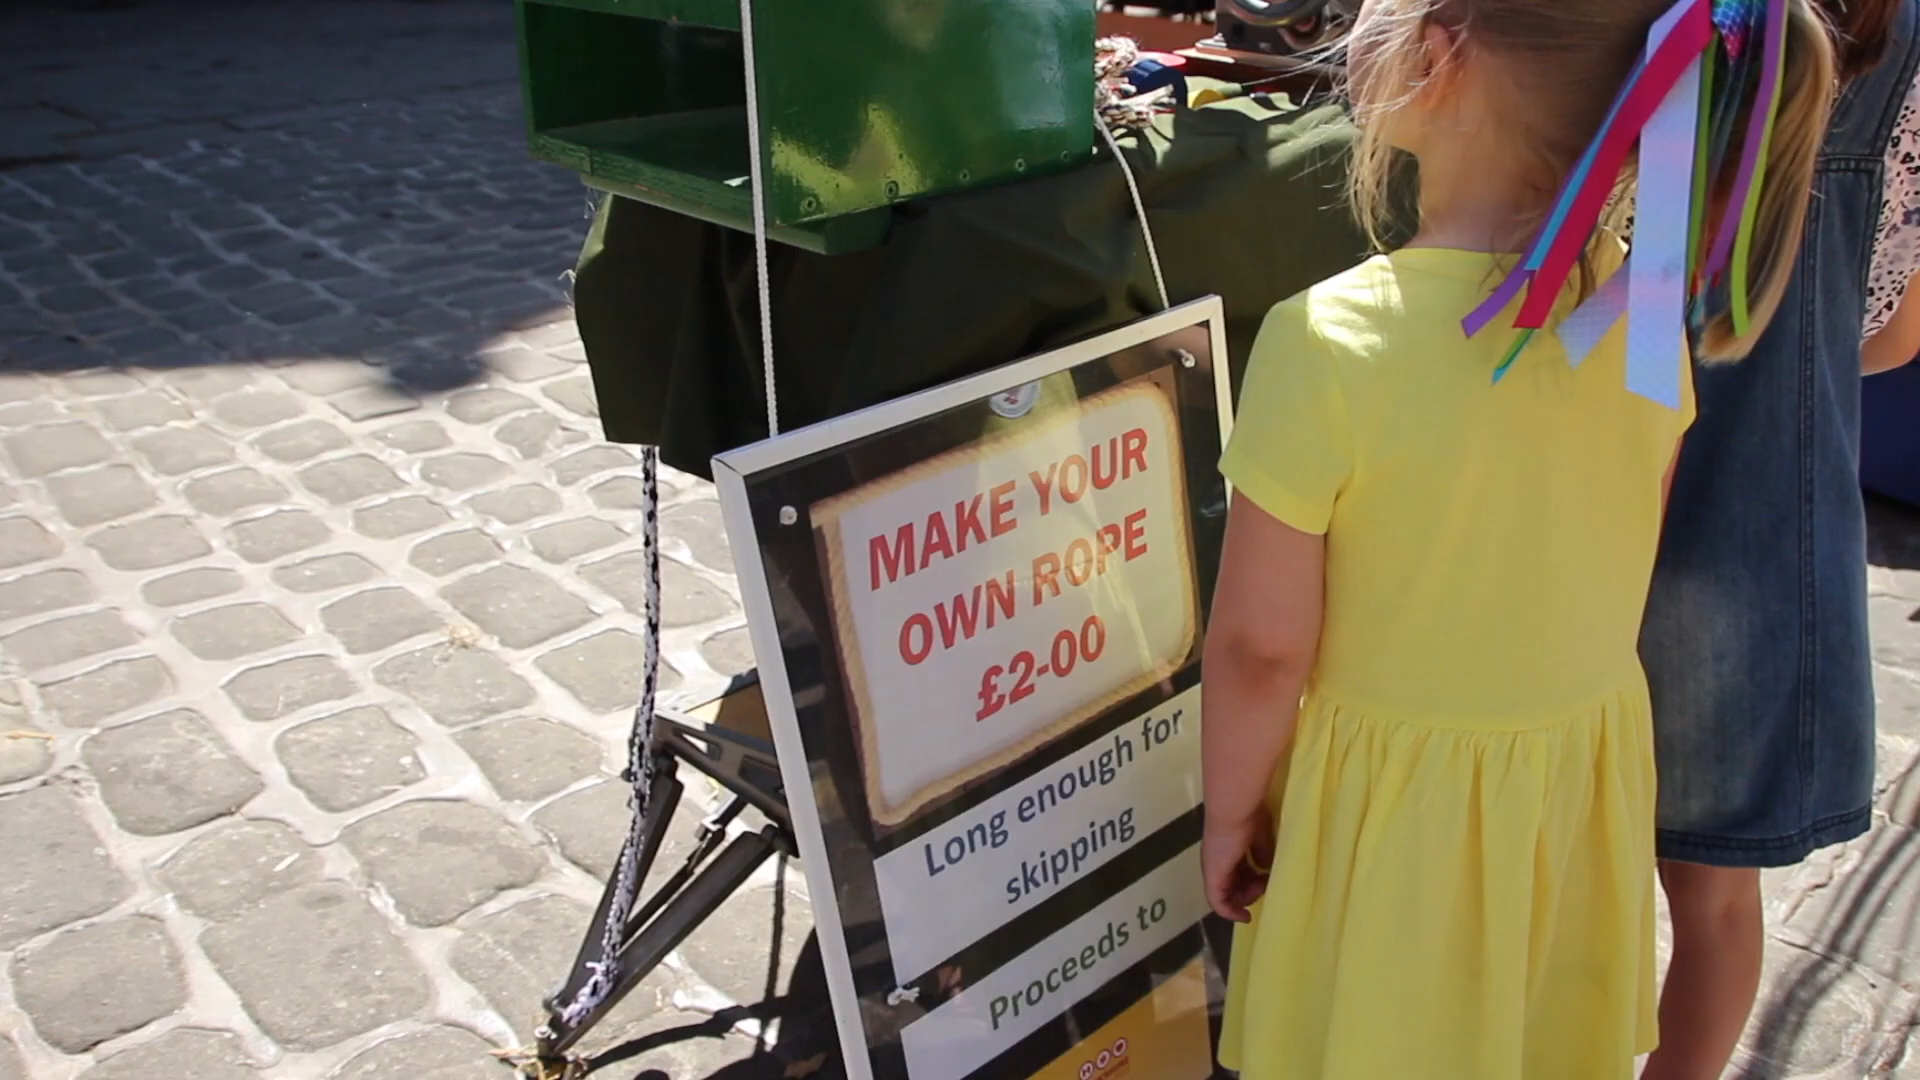 MAKE YOUR
OWN ROPE
£2-00
Long enough for
skipping
Proceeds to